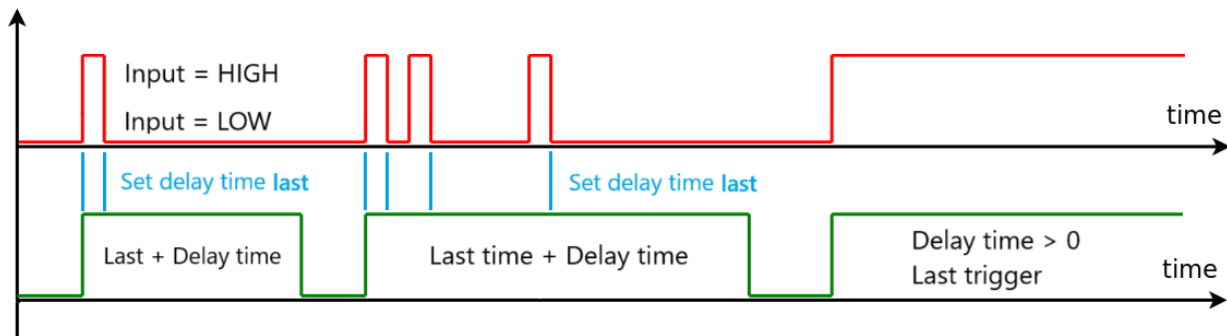 Input = HIGH
Input = LOW
time
Set delay time last
Set delay time last
Last + Delay time
Last time + Delay time
Delay time > 0
Last trigger
time